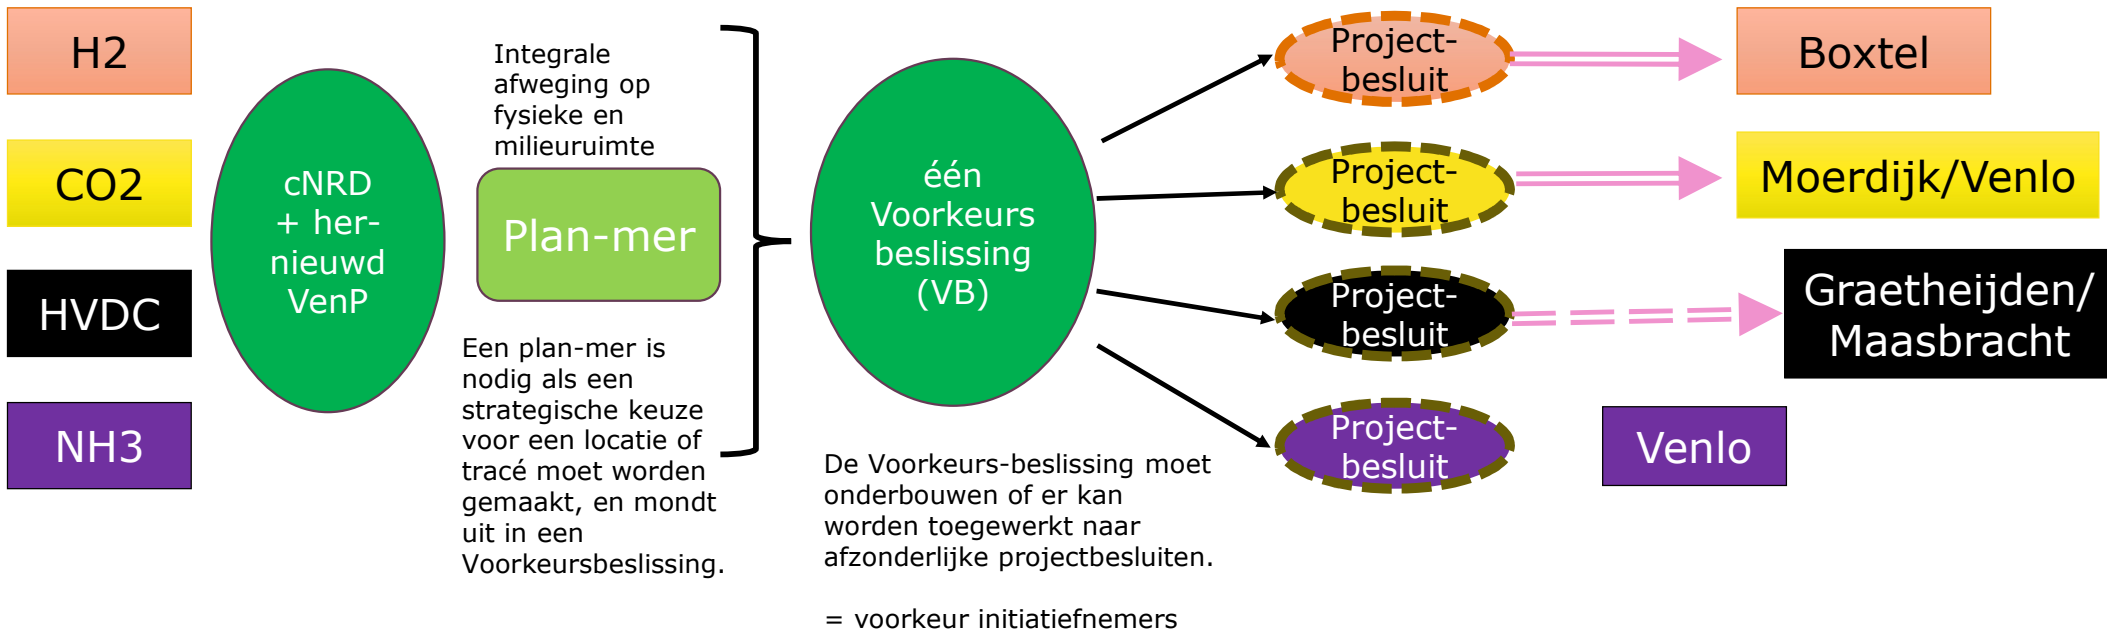 H2
CO2
HVDC
NH3
cNRD
+ her-
nieuwd
VenP
Integrale
afweging op
fysieke en
milieuruimte
Plan-mer
Een plan-mer is
nodig als een
strategische keuze
voor een locatie of
tracé moet worden
gemaakt, en mondt
uit in een
Voorkeursbeslissing.
één
Voorkeurs
beslissing
(VB)
De Voorkeurs-beslissing moet
onderbouwen of er kan
worden toegewerkt naar
afzonderlijke projectbesluiten.
= voorkeur initiatiefnemers
Project-
besluit
Boxtel
Project-
besluit
Moerdijk/Venlo
Project-
besluit
Graetheijden/
Maasbracht
Project-
besluit
Venlo